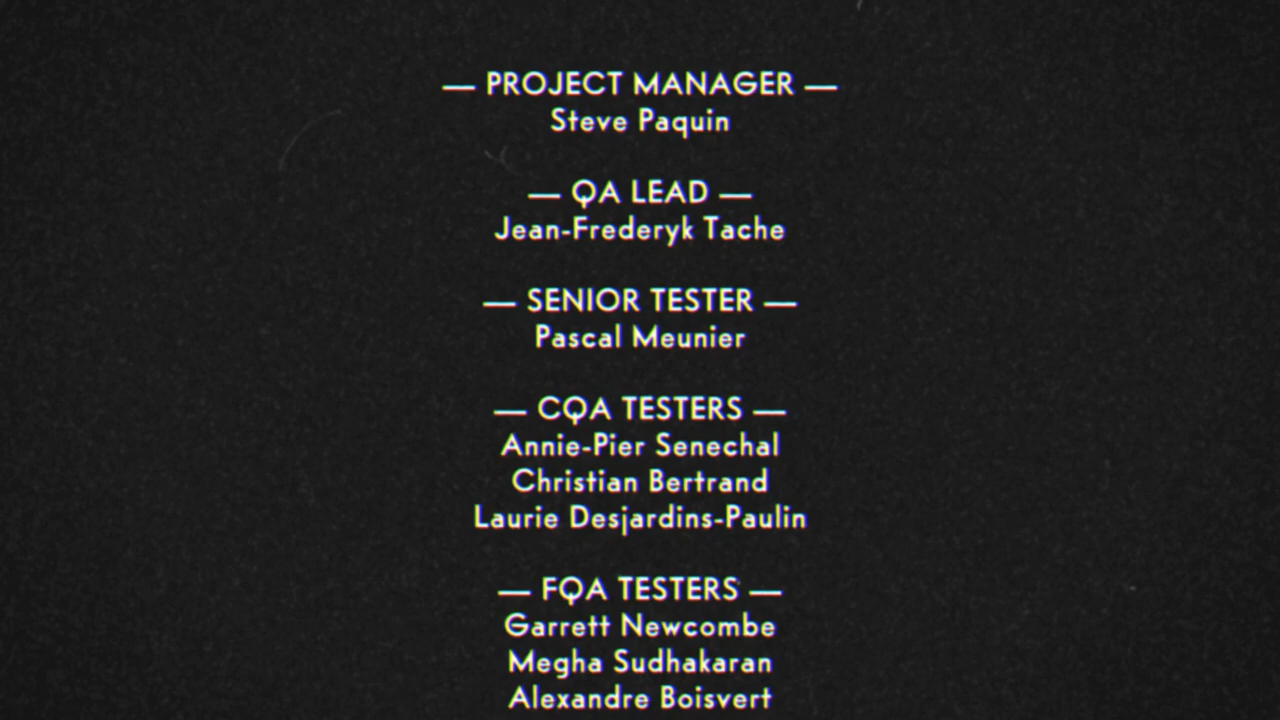 — PROJECT MANAGER —
Steve Paquin
— QA LEAD —
Jean-Frederyk Tache
— SENIOR TESTER —
Pascal Meunier
— CQA TESTERS —
Annie-Pier Senechal
Christian Bertrand
Laurie Desjardins-Paulin
— FQA TESTERS —
Garrett Newcombe
Megha Sudhakaran
Alexandre Boisvert